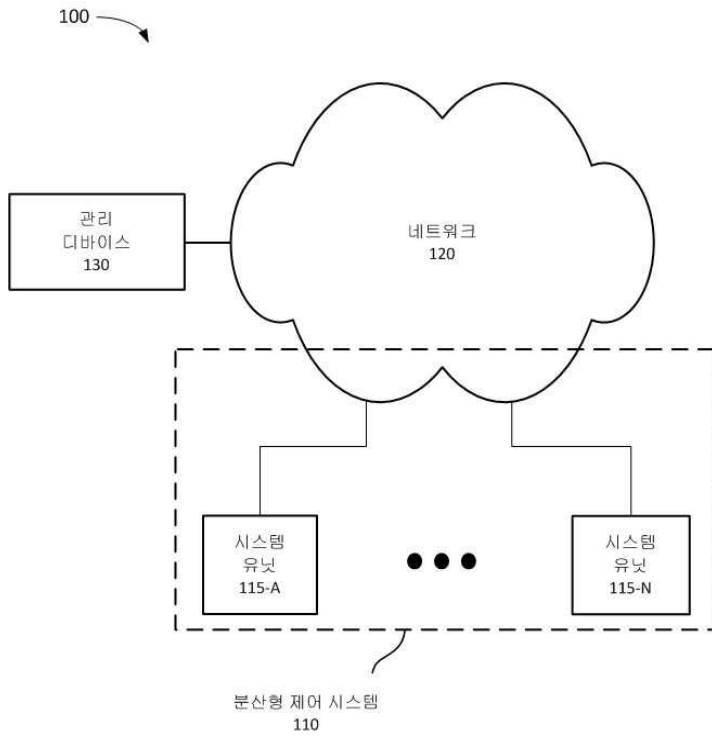 100
관리
디바이스
130
네트워크
120
시스템
유닛
115-A
시스템
유닛
115-N
분산형 제어 시스템
110